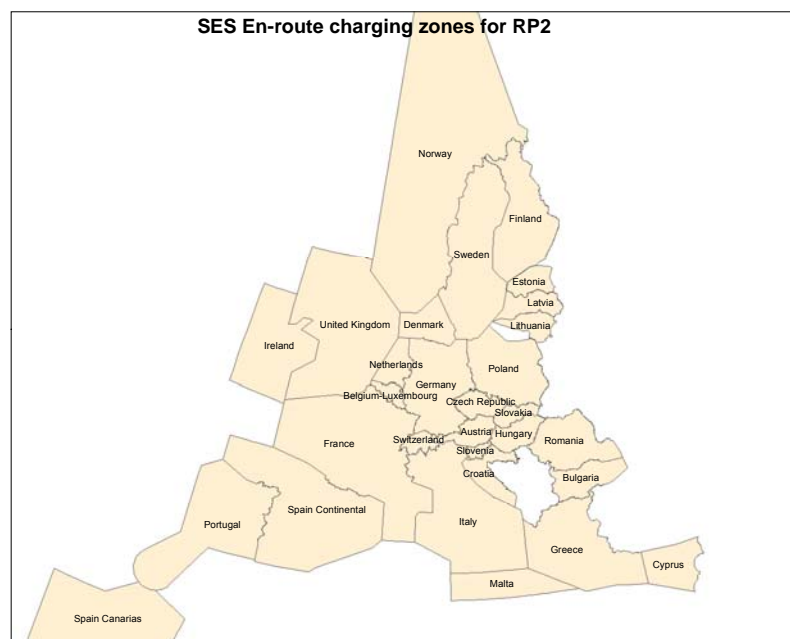 SES En-route charging zones for RP2
Norway
Finland
Sweden
Estonia
Latvia
Lithuania
United Kingdom
Denmark
Ireland
Netherlands
Poland
Germany
Belgium-Luxembourg
Czech Republic
Slovakia
Austria
Hungary
Switzerland
France
Romania
Slovenia
Croatia
Bulgaria
Spain Continental
Italy
Portugal
Greece
Cyprus
Malta
Spain Canarias